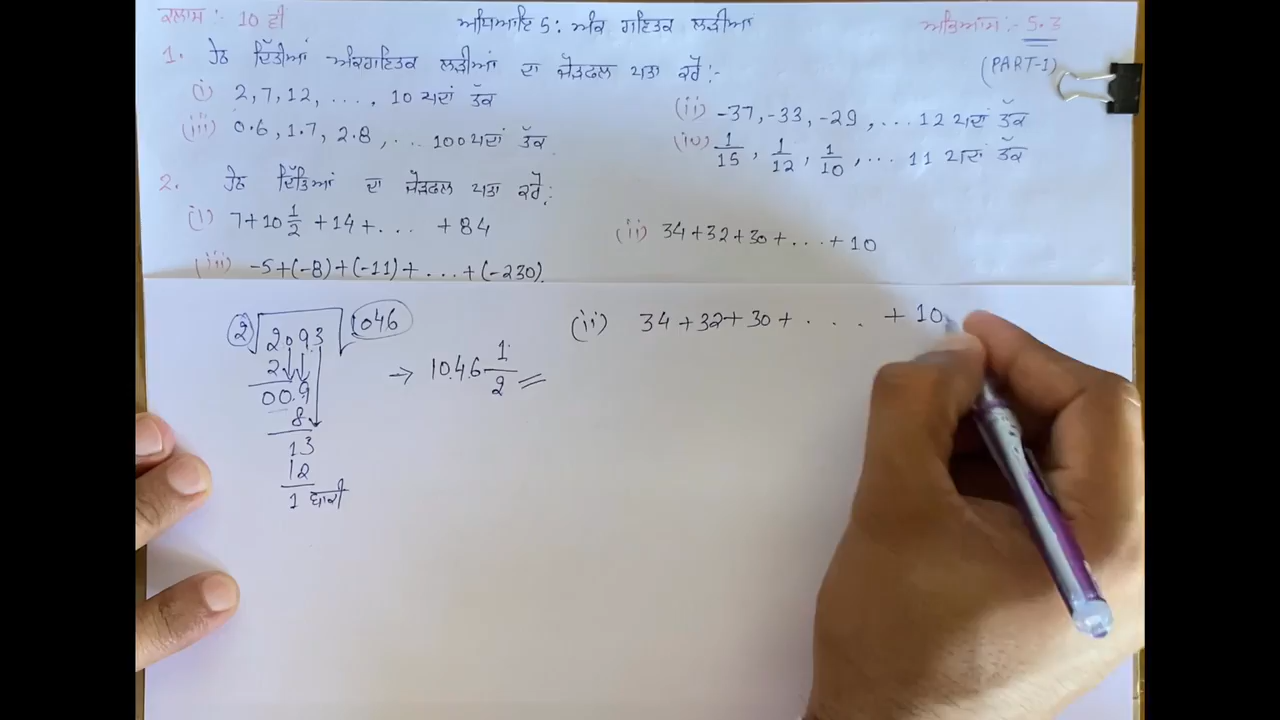 ਕਲਾਸ:- 10 ਵੀਂ
ਅਧਿਆਇ 5: ਅੰਕ ਗਣਿਤਕ ਲੜੀਆਂ
ਅਭਿਆਸ:- 5.3
(PART-1)
1. ਹੇਠ ਦਿੱਤੀਆਂ ਅੰਕਗਣਿਤਕ ਲੜੀਆਂ ਦਾ ਜੋੜਫਲ ਪਤਾ ਕਰੋ:-
(i) 2, 7, 12, ...., 10 ਪਦਾਂ ਤੱਕ
(ii) -37, -33, -29, ... 12 ਪਦਾਂ ਤੱਕ
(iii) 0.6, 1.7, 2.8, ... 100 ਪਦਾਂ ਤੱਕ
(iv) 1/15, 1/12, 1/10, ... 11 ਪਦਾਂ ਤੱਕ
2. ਹੇਠ ਦਿੱਤਿਆਂ ਦਾ ਜੋੜਫਲ ਪਤਾ ਕਰੋ:-
(i) 7+10 1/2 +14+... +84
(ii) 34+32+30+...+10
(iii) -5+(-8)+(-11)+...+(-230)
2 2093 1046
2
00.9
8
13
12
1 ਬਾਕੀ
→ 1046 1/2
(ii) 34+32+30+.... +10